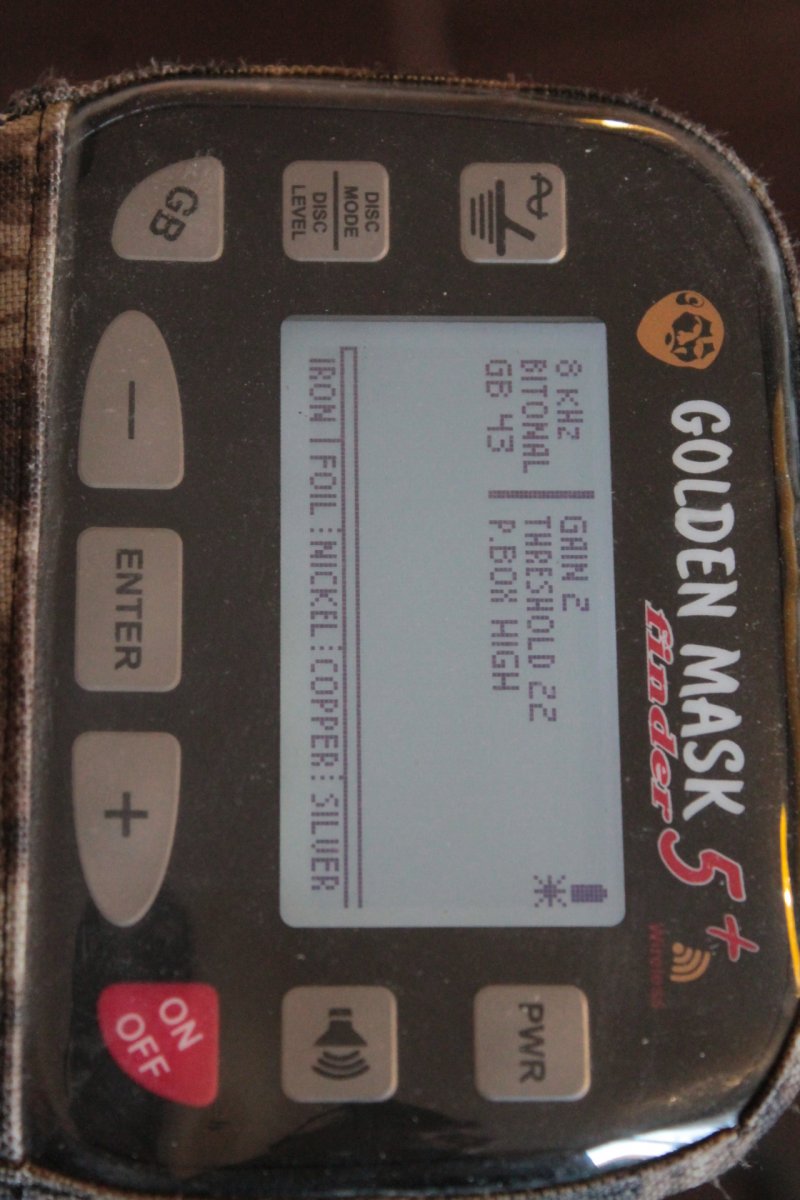 GOLDEN MASK
finder 5+
Wireless
DISC
MODE
DISC
LEVEL
GB
8 KHz
BITONAL
GB 43
GAIN 2
THRESHOLD 22
P.BOX HIGH
IRON|FOIL:NICKEL:COPPER:SILVER
PWR
−
ENTER
+
ON
OFF